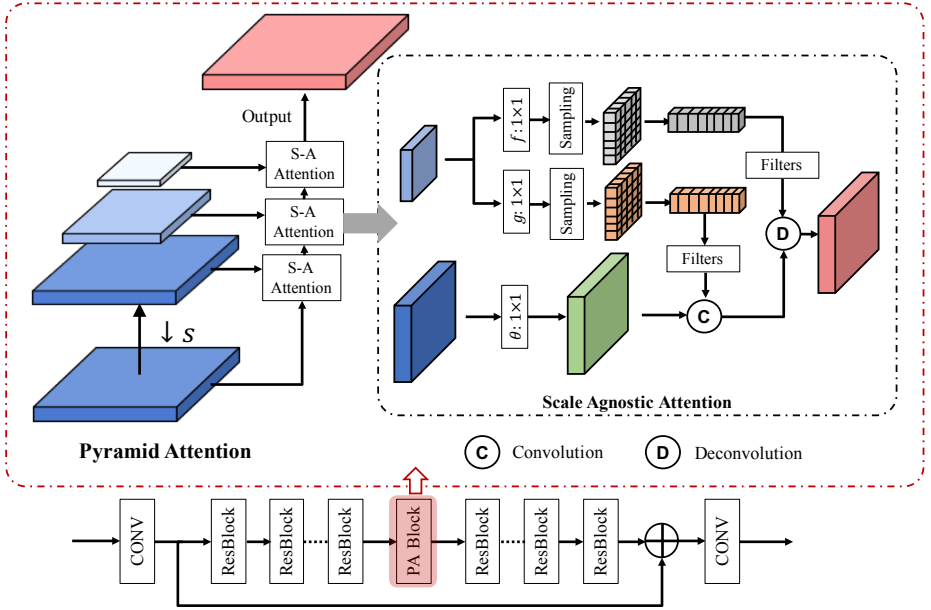 Output
S-A
Attention
S-A
Attention
S-A
Attention
↓ s
Pyramid Attention
f: 1×1
Sampling
g: 1×1
Sampling
Filters
Filters
θ: 1×1
C
D
Scale Agnostic Attention
C Convolution
D Deconvolution
CONV
ResBlock
ResBlock
ResBlock
PA Block
ResBlock
ResBlock
ResBlock
CONV